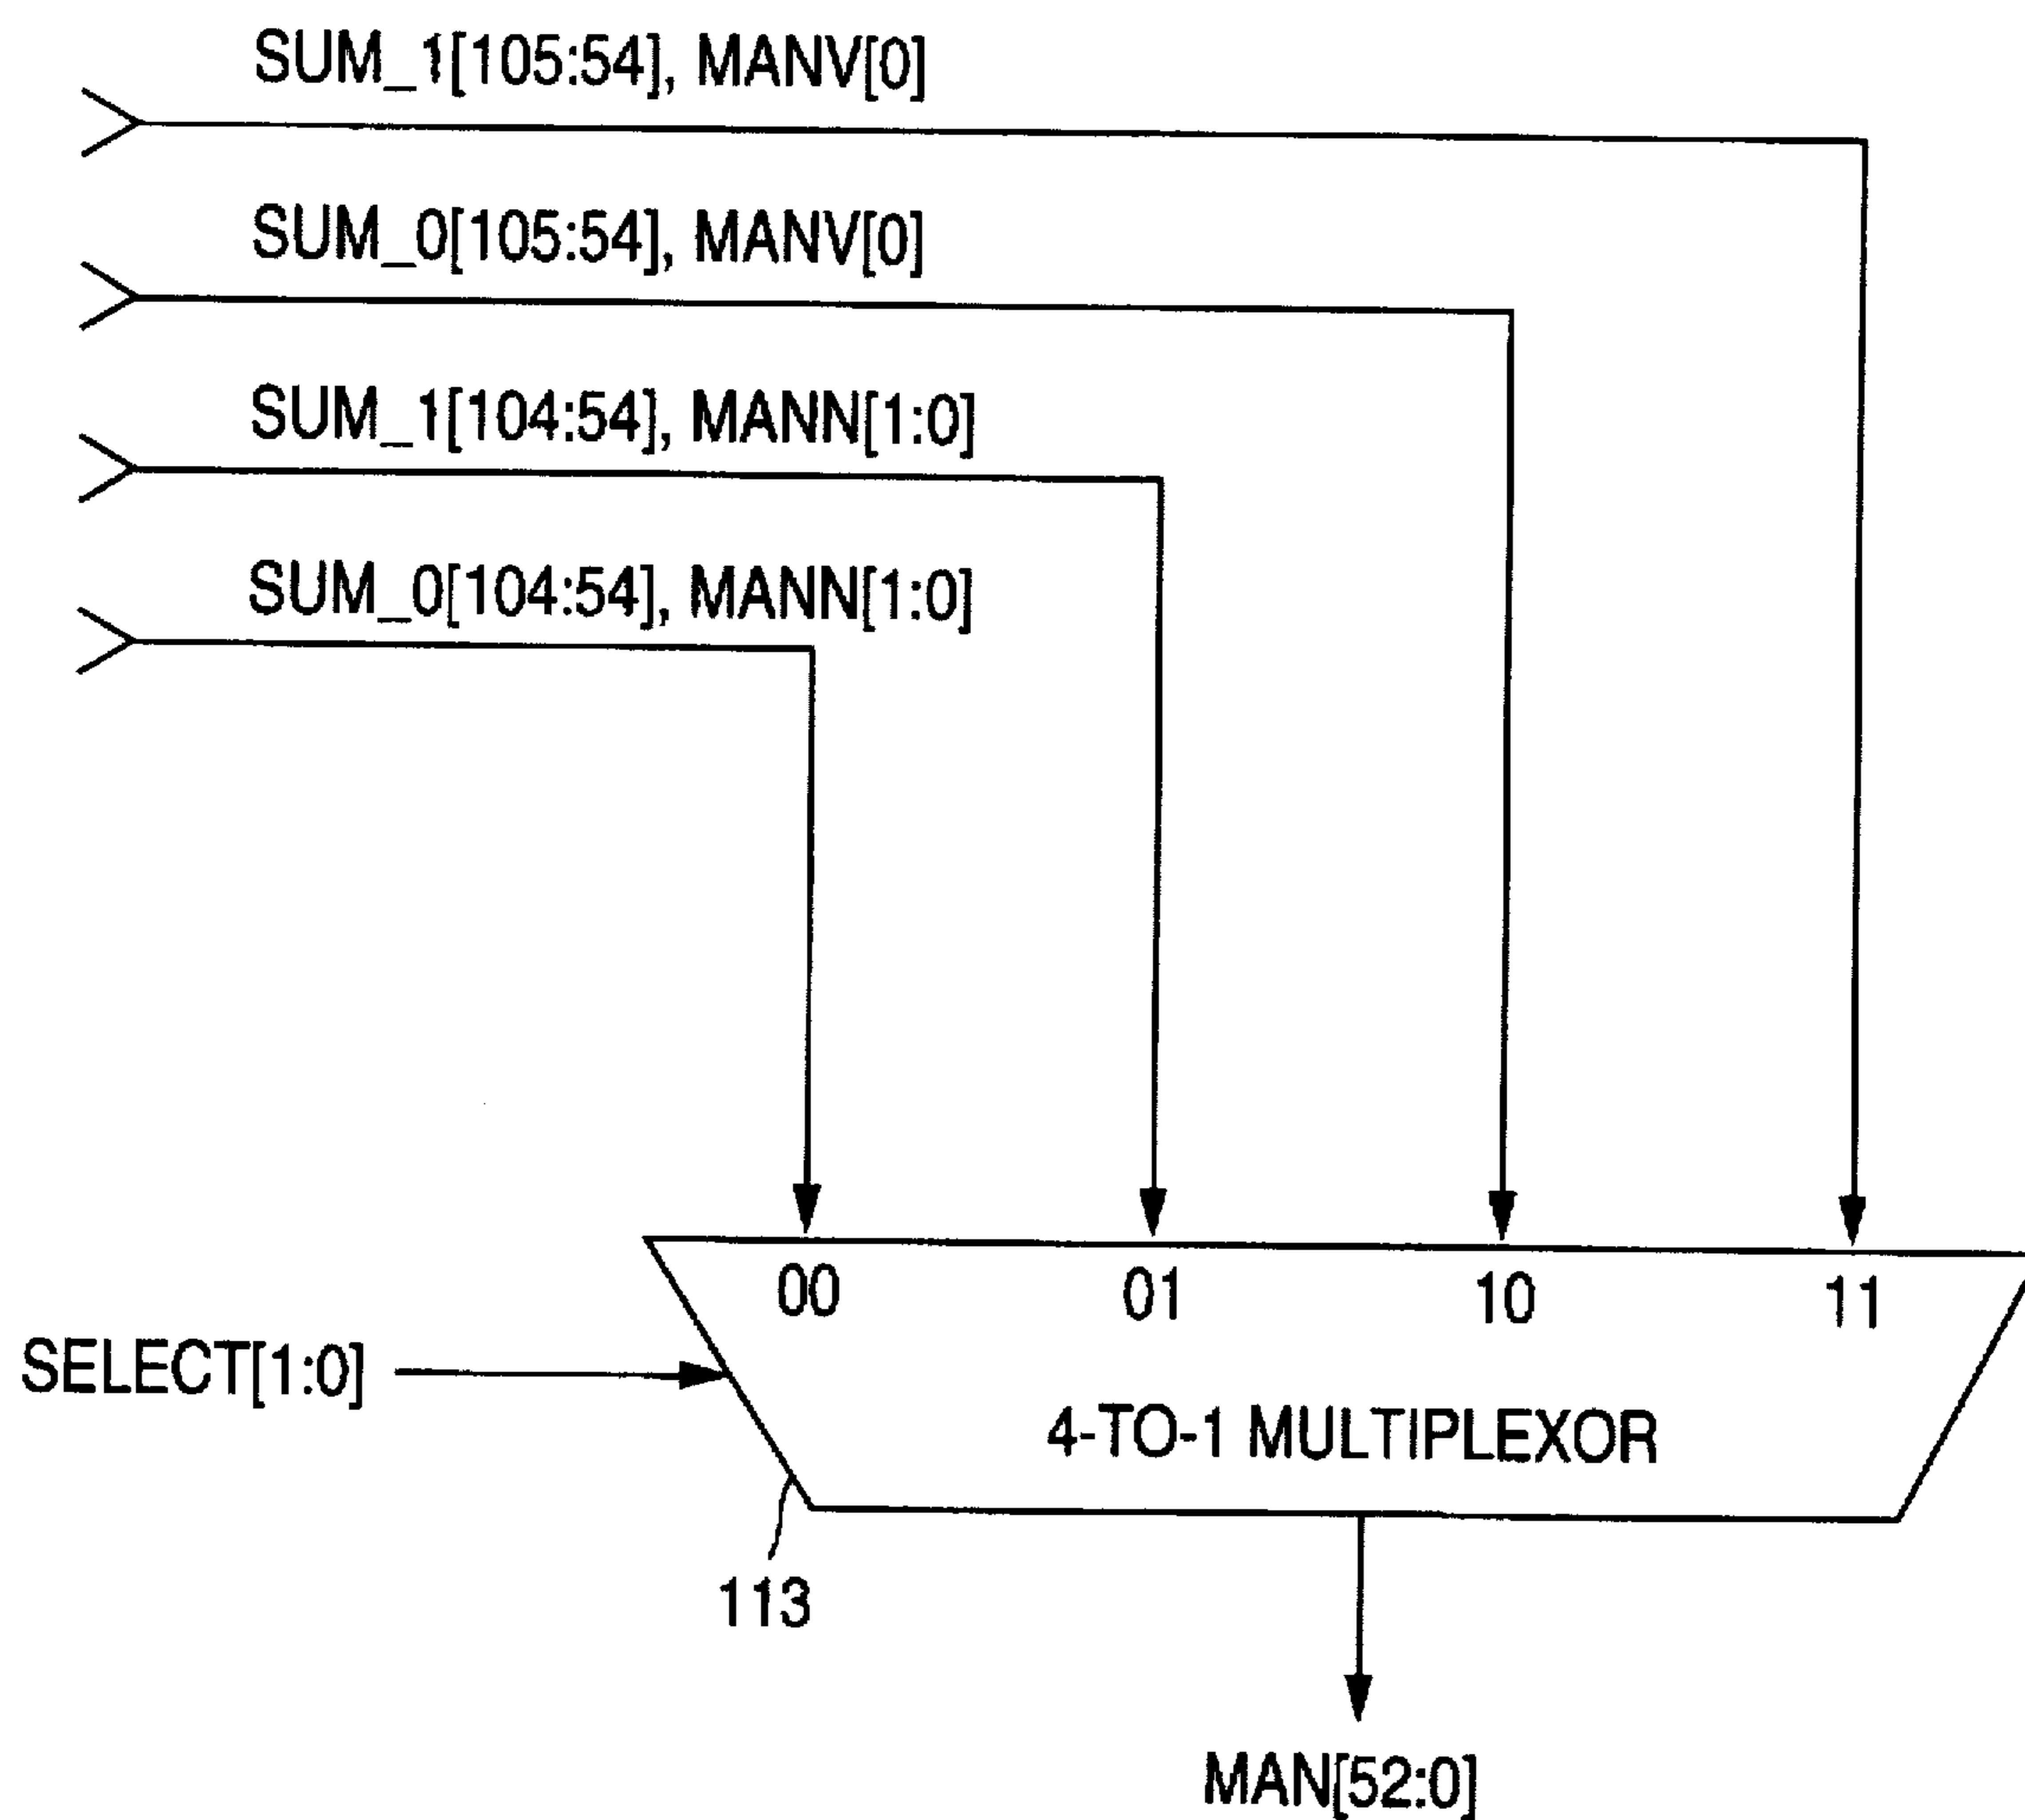 SUM_1[105:54], MANV[0]
SUM_0[105:54], MANV[0]
SUM_1[104:54], MANN[1:0]
SUM_0[104:54], MANN[1:0]
00 01 10 11
SELECT[1:0]
4-TO-1 MULTIPLEXOR
113
MAN[52:0]